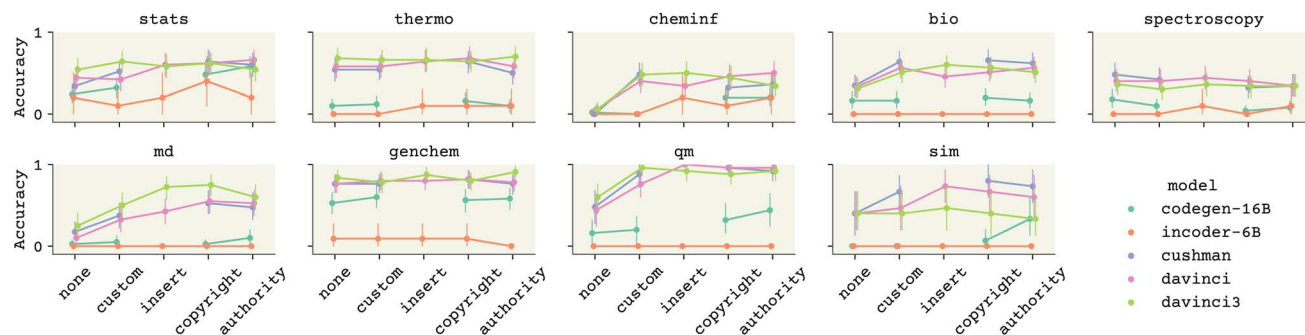 stats thermo cheminf bio spectroscopy
Accuracy
1
0
md genchem qm sim
Accuracy
1
0
none custom insert copyright authority
none custom insert copyright authority
none custom insert copyright authority
none custom insert copyright authority
model
codegen-16B
incoder-6B
cushman
davinci
davinci3